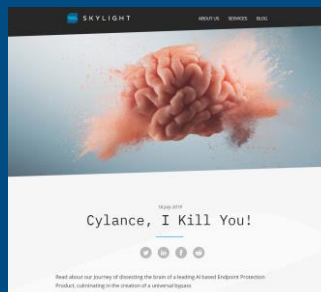 SKYLIGHT
ABOUT US SERVICES BLOG
18 July 2019
Cylance, I Kill You!
Read about our Journey of dissecting the brain of a leading AI based Endpoint Protection
Product, culminating in the creation of a universal bypass